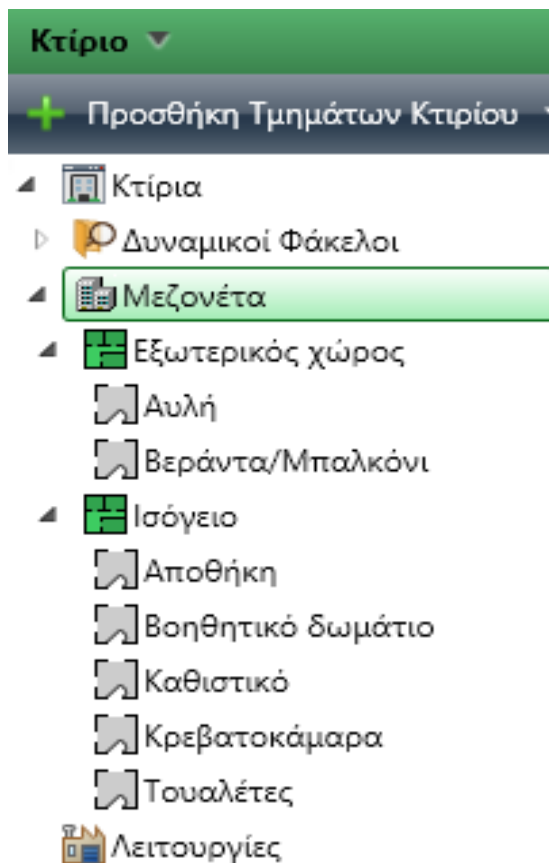 Κτίριο
Προσθήκη Τμημάτων Κτιρίου
Κτίρια
Δυναμικοί Φάκελοι
Μεζονέτα
Εξωτερικός χώρος
Αυλή
Βεράντα/Μπαλκόνι
Ισόγειο
Αποθήκη
Βοηθητικό δωμάτιο
Καθιστικό
Κρεβατοκάμαρα
Τουαλέτες
Λειτουργίες